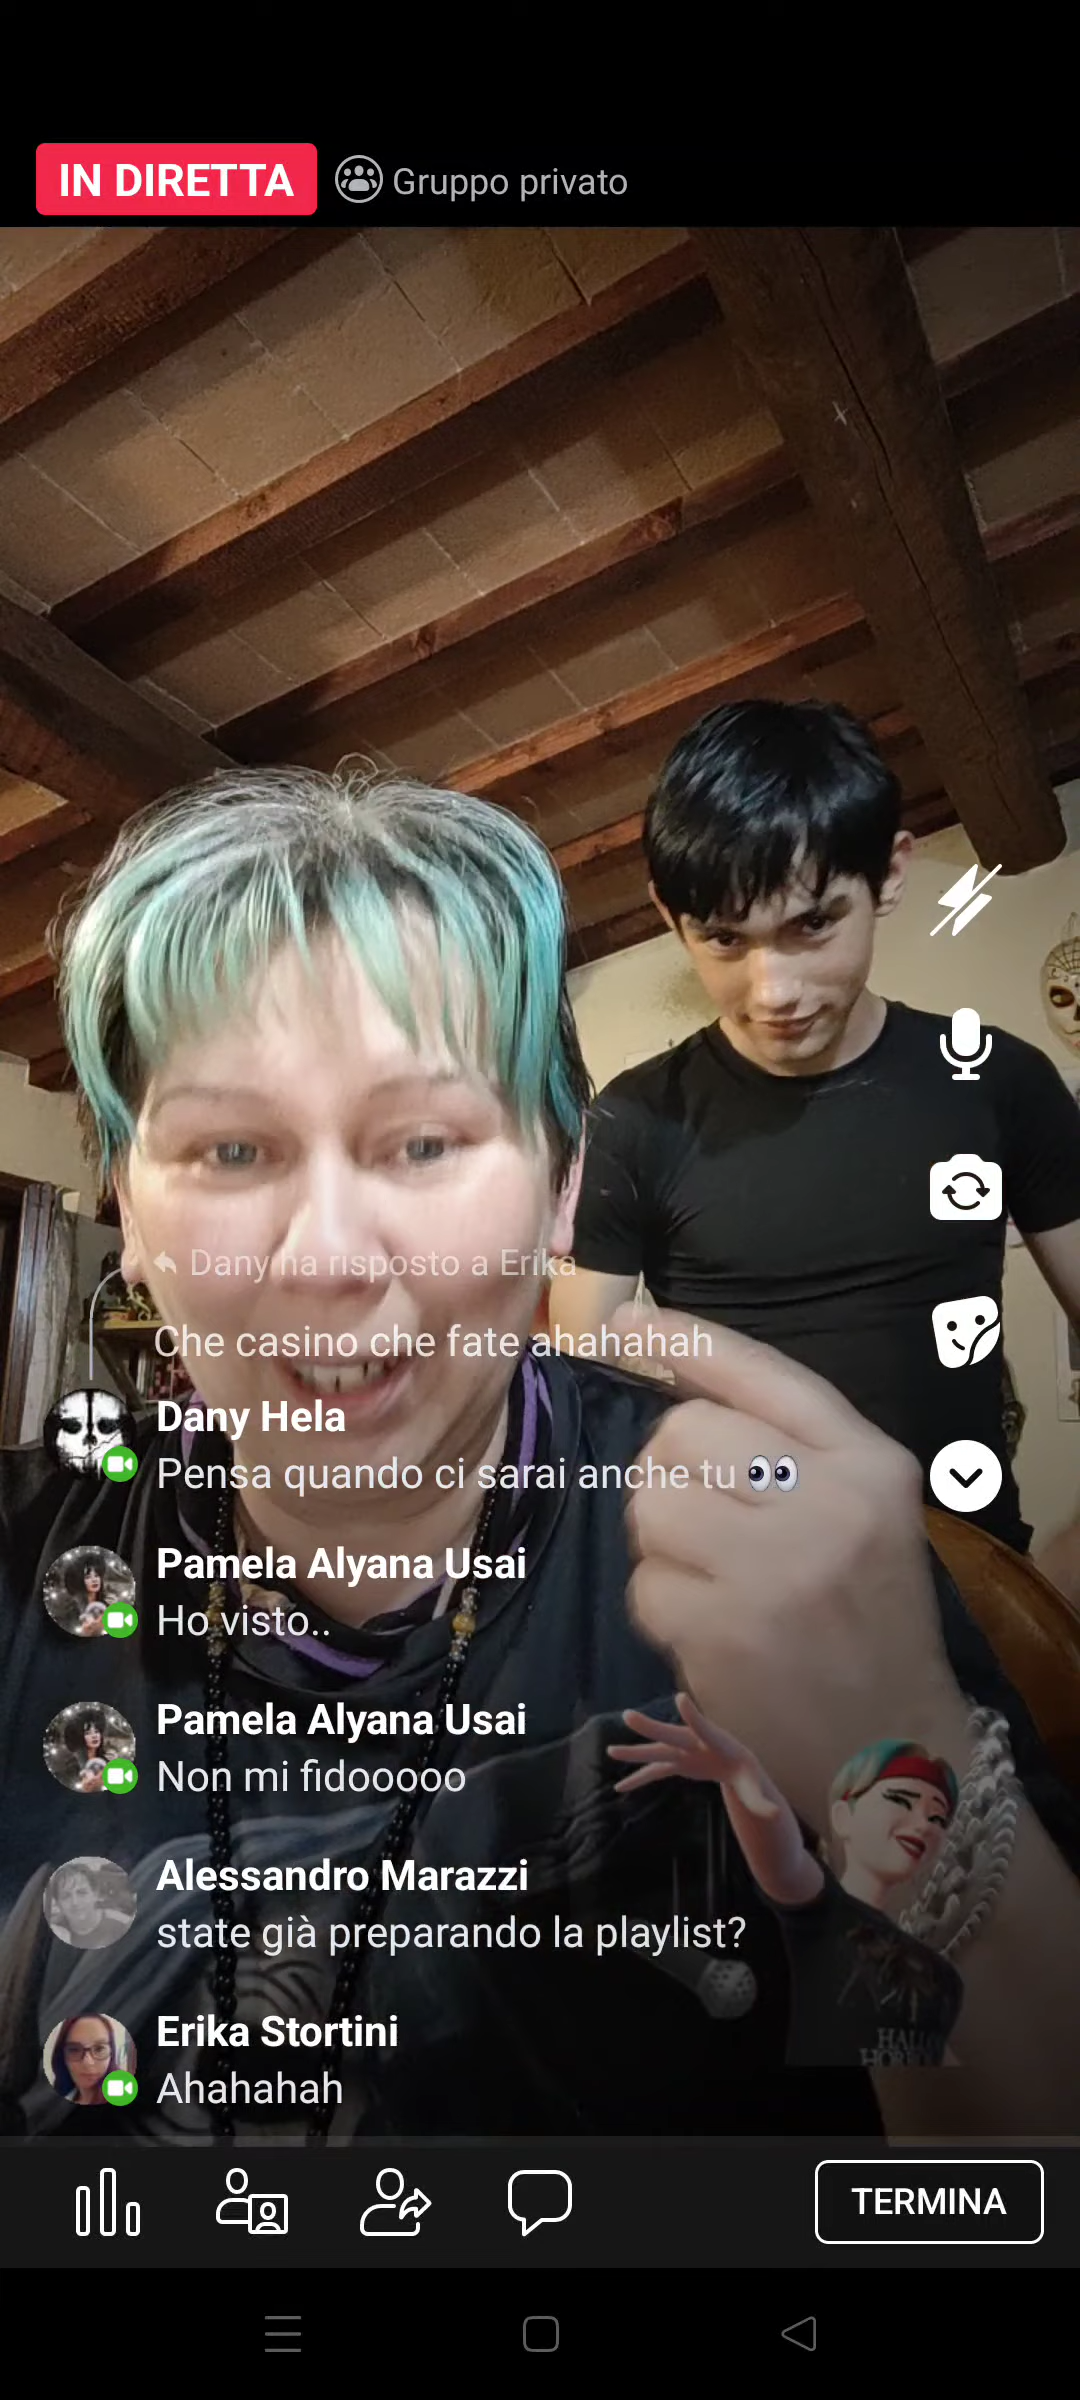 IN DIRETTA
Gruppo privato
Dany ha risposto a Erika
Che casino che fate ahahahah
Dany Hela
Pensa quando ci sarai anche tu 👀
Pamela Alyana Usai
Ho visto..
Pamela Alyana Usai
Non mi fidooooo
Alessandro Marazzi
state già preparando la playlist?
Erika Stortini
Ahahahah
TERMINA